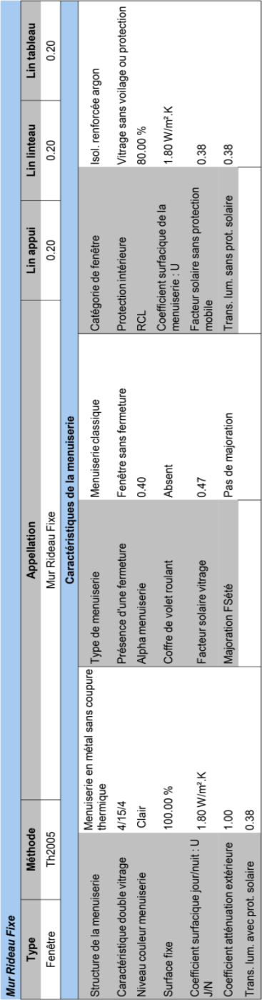 Mur Rideau Fixe
Type Méthode Appellation Lin appui Lin linteau Lin tableau
Fenêtre Th2005 Mur Rideau Fixe 0.20 0.20 0.20
Caractéristiques de la menuiserie
Structure de la menuiserie Menuiserie en métal sans coupure Type de menuiserie Menuiserie classique Catégorie de fenêtre Isol. renforcée argon
thermique
Caractéristique double vitrage 4/15/4 Présence d'une fermeture Fenêtre sans fermeture Protection intérieure Vitrage sans voilage ou protection
Niveau couleur menuiserie Clair Alpha menuiserie 0.40 RCL 80.00 %
Surface fixe 100.00 % Coffre de volet roulant Absent Coefficient surfacique de la 1.80 W/m².K
menuiserie : U
Coefficient surfacique jour/nuit : U 1.80 W/m².K Facteur solaire vitrage 0.47 Facteur solaire sans protection 0.38
J/N mobile
Coefficient atténuation extérieure 1.00 Majoration FSété Pas de majoration Trans. lum. sans prot. solaire 0.38
Trans. lum. avec prot. solaire 0.38